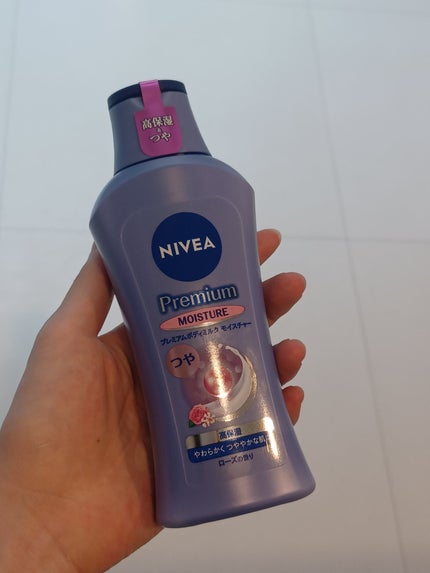 高保湿
&
つや
NIVEA
Premium
MOISTURE
プレミアムボディミルク モイスチャー
つや
高保湿
やわらかく つややかな肌
ローズの香り